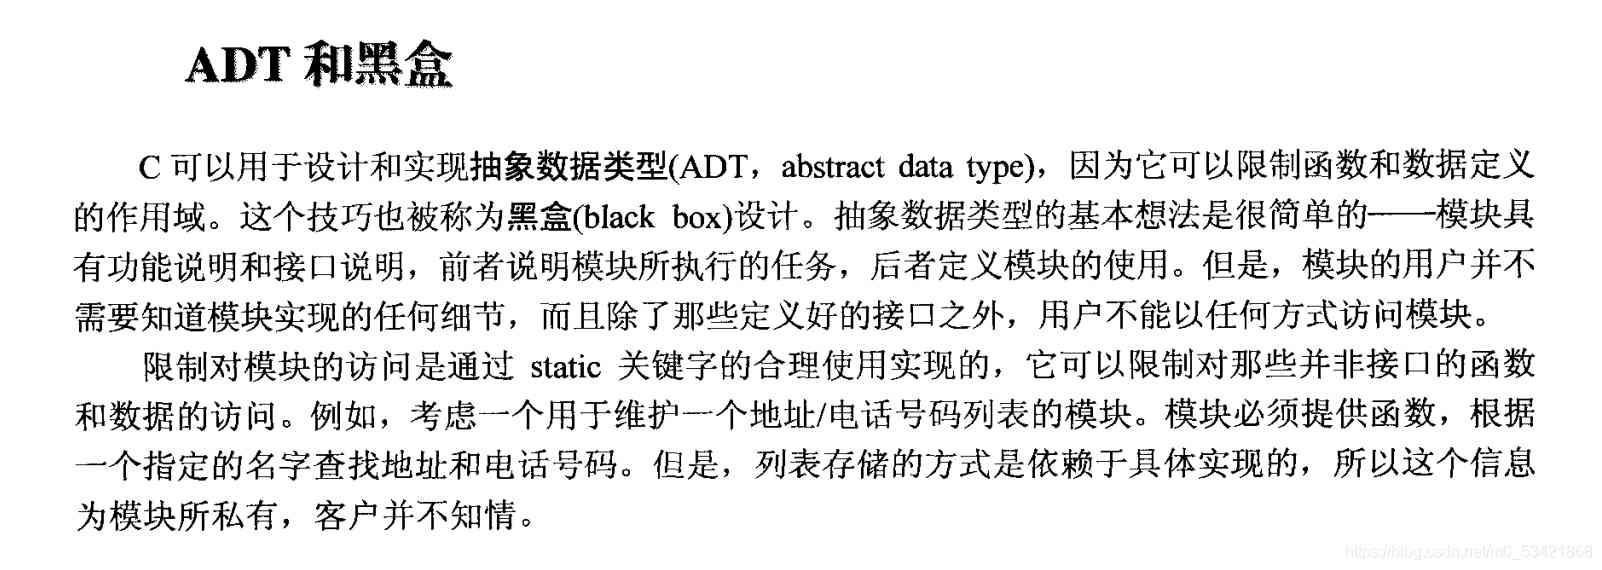 ADT 和黑盒
C 可以用于设计和实现抽象数据类型(ADT，abstract data type)，因为它可以限制函数和数据定义
的作用域。这个技巧也被称为黑盒(black box)设计。抽象数据类型的基本想法是很简单的——模块具
有功能说明和接口说明，前者说明模块所执行的任务，后者定义模块的使用。但是，模块的用户并不
需要知道模块实现的任何细节，而且除了那些定义好的接口之外，用户不能以任何方式访问模块。
限制对模块的访问是通过 static 关键字的合理使用实现的，它可以限制对那些并非接口的函数
和数据的访问。例如，考虑一个用于维护一个地址/电话号码列表的模块。模块必须提供函数，根据
一个指定的名字查找地址和电话号码。但是，列表存储的方式是依赖于具体实现的，所以这个信息
为模块所私有，客户并不知情。
https://blog.csdn.net/m0_53421868